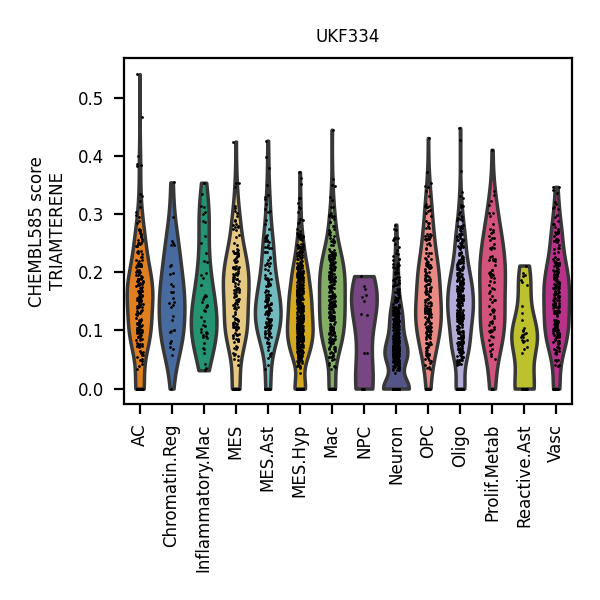 UKF334
CHEMBL585 score
TRIAMTERENE
0.5
0.4
0.3
0.2
0.1
0.0
AC
Chromatin.Reg
Inflammatory.Mac
MES
MES.Ast
MES.Hyp
Mac
NPC
Neuron
OPC
Oligo
Prolif.Metab
Reactive.Ast
Vasc